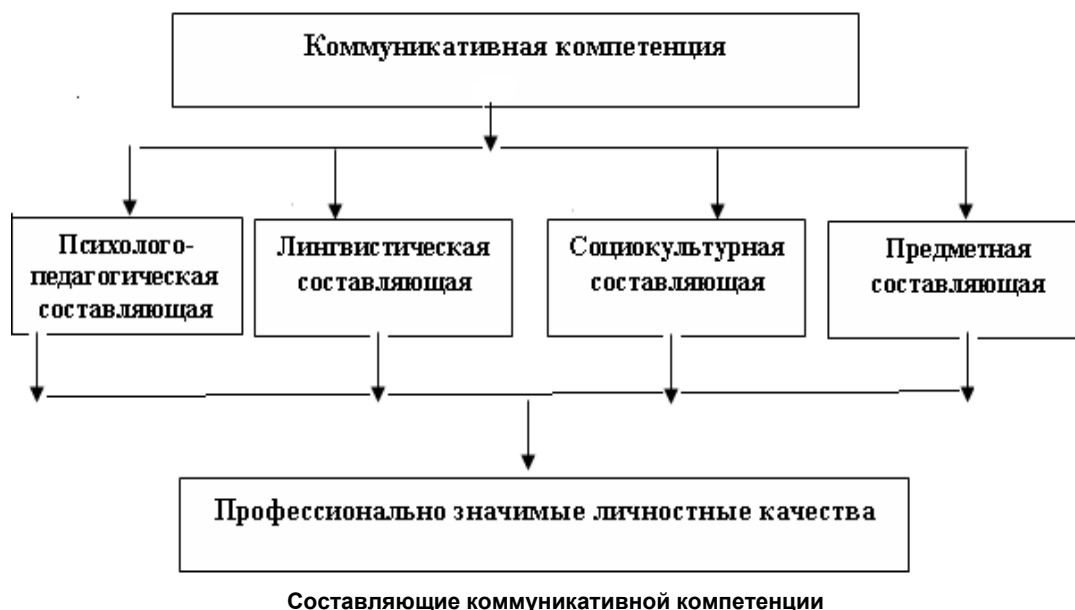 Коммуникативная компетенция
Психолого-
педагогическая
составляющая
Лингвистическая
составляющая
Социокультурная
составляющая
Предметная
составляющая
Профессионально значимые личностные качества
Составляющие коммуникативной компетенции